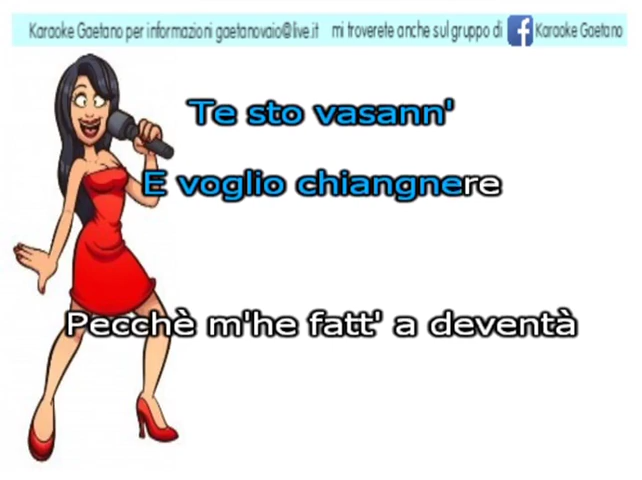 Karaoke Gaetano per informazioni gaetanovaio@live.it mi troverete anche sul gruppo di f Karaoke Gaetano
Te sto vasann'
E voglio chiangnere
Pecchè m'he fatt' a deventà